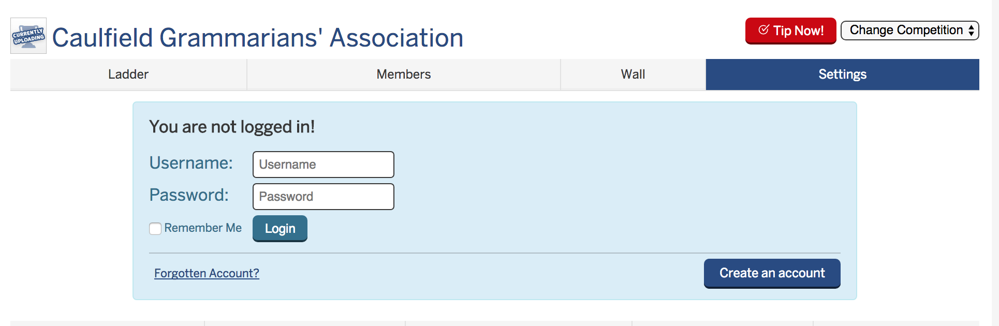 CURRENTLY
UPLOADING
Caulfield Grammarians' Association
Tip Now!
Change Competition
Ladder
Members
Wall
Settings
You are not logged in!
Username:
Username
Password:
Password
Remember Me
Login
Forgotten Account?
Create an account